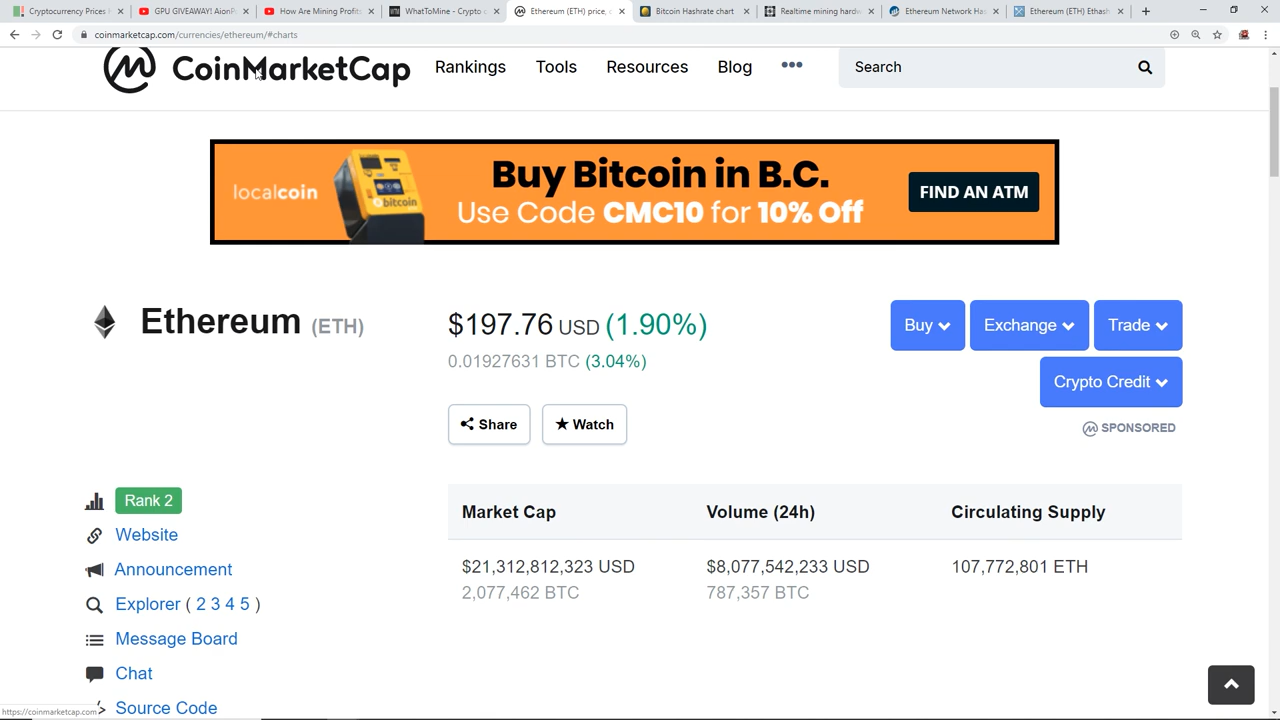 Cryptocurrency Prices
GPU GIVEAWAY! AionP
How Are Mining Profit
WhatToMine - Crypto c
Ethereum (ETH) price, c
Bitcoin Hashrate chart
Realtime mining hardw
Ethereum Network Has
Ethereum (ETH) Ethash
coinmarketcap.com/currencies/ethereum/#charts
CoinMarketCap
Rankings
Tools
Resources
Blog
Search
localcoin
bitcoin
Buy Bitcoin in B.C.
Use Code CMC10 for 10% Off
FIND AN ATM
Ethereum (ETH)
$197.76 USD (1.90%)
0.01927631 BTC (3.04%)
Buy
Exchange
Trade
Crypto Credit
SPONSORED
Share
Watch
Rank 2
Website
Announcement
Explorer ( 2 3 4 5 )
Message Board
Chat
Source Code
Market Cap
Volume (24h)
Circulating Supply
$21,312,812,323 USD
$8,077,542,233 USD
107,772,801 ETH
2,077,462 BTC
787,357 BTC
https://coinmarketcap.com